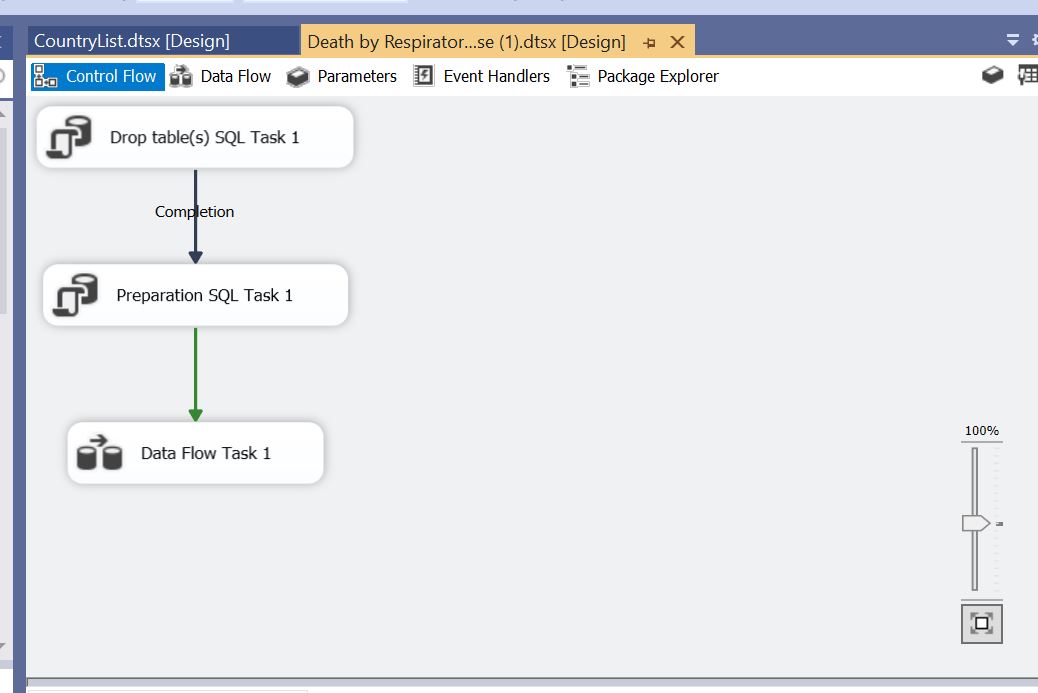 CountryList.dtsx [Design]
Death by Respirator...se (1).dtsx [Design]
Control Flow
Data Flow
Parameters
Event Handlers
Package Explorer
Drop table(s) SQL Task 1
Completion
Preparation SQL Task 1
Data Flow Task 1
100%